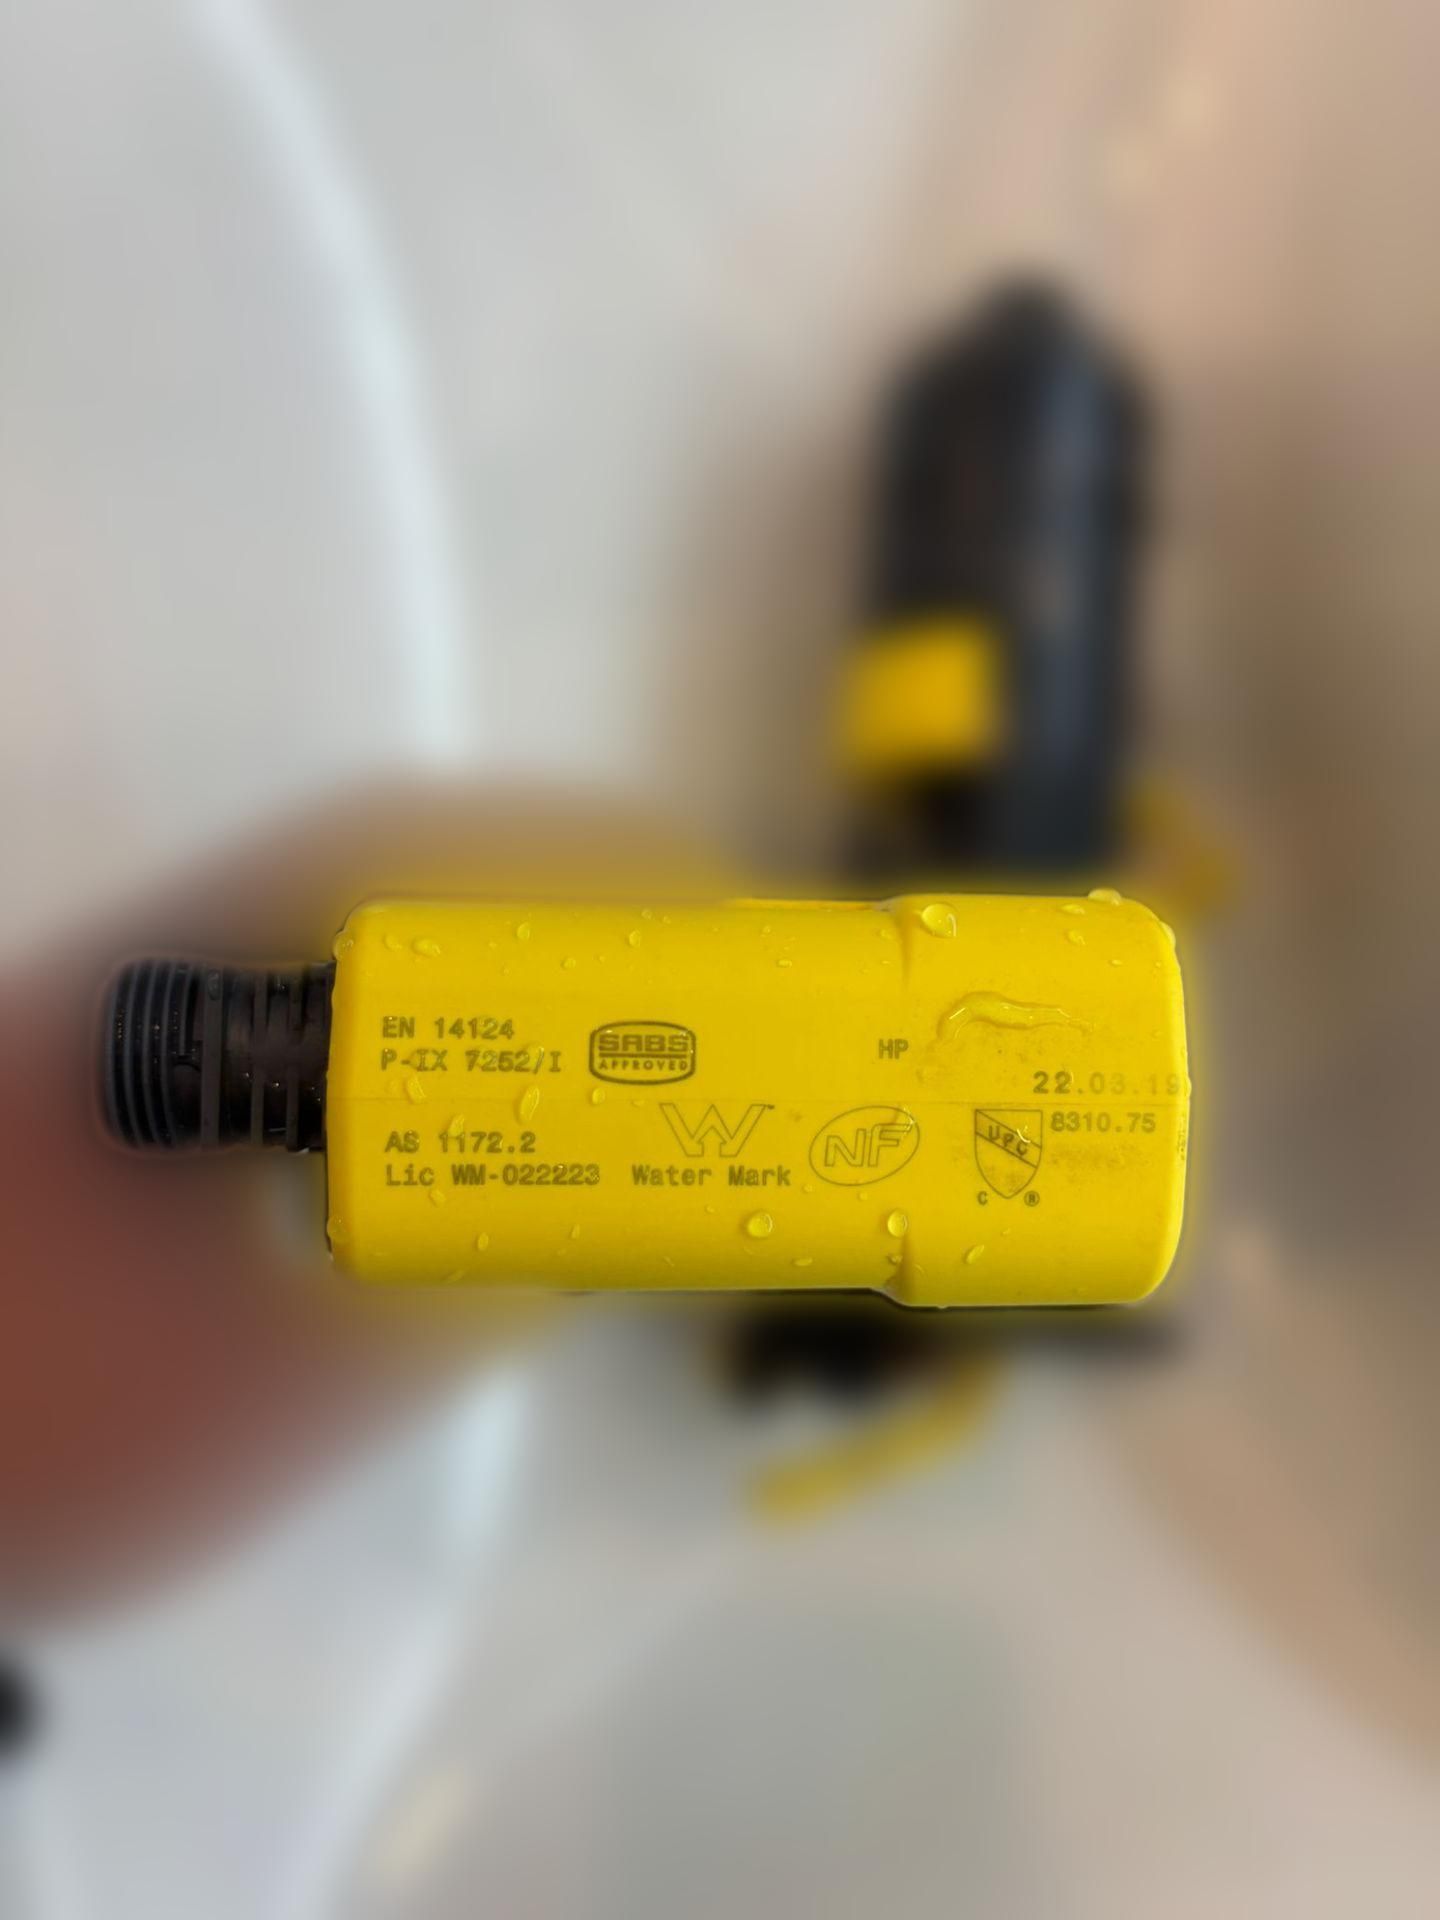 EN 14124
P-IX 7252/I
SABS
APPROVED
HP
22.03.19
AS 1172.2
Lic WM-022223
W™
Water Mark
NF
UPC
C ®
8310.75